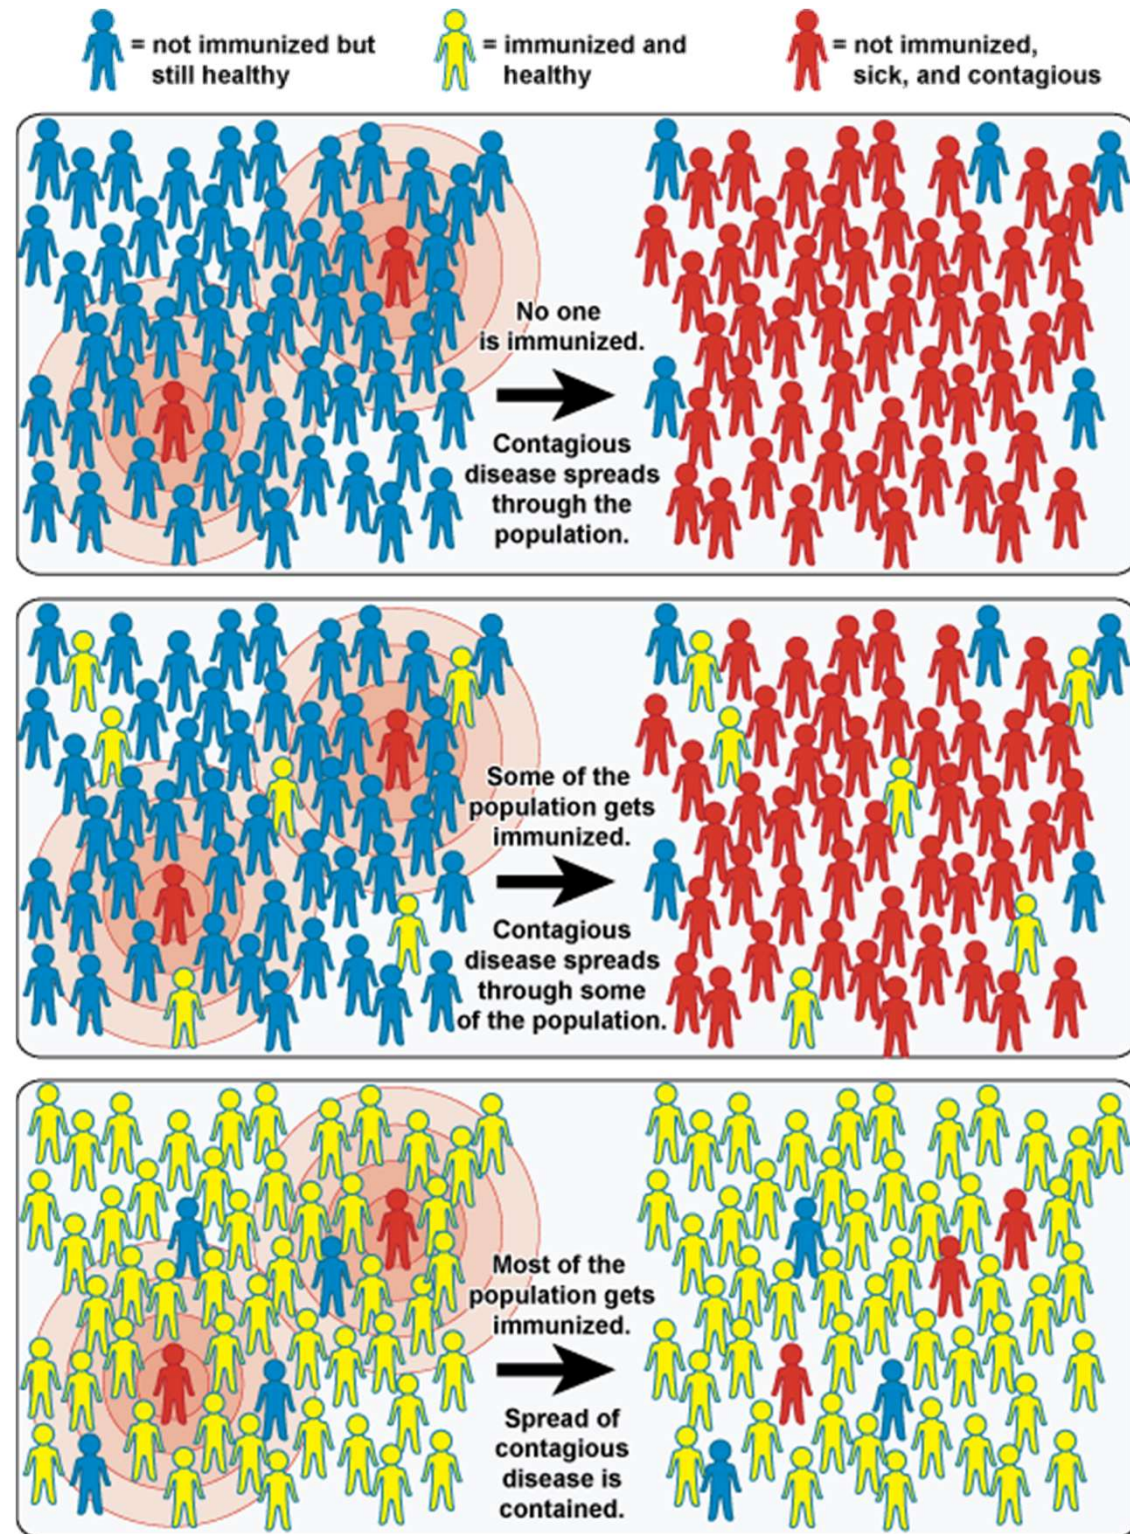 = not immunized but
still healthy
= immunized and
healthy
= not immunized,
sick, and contagious
No one
is immunized.
Contagious
disease spreads
through the
population.
Some of the
population gets
immunized.
Contagious
disease spreads
through some
of the population.
Most of the
population gets
immunized.
Spread of
contagious
disease is
contained.